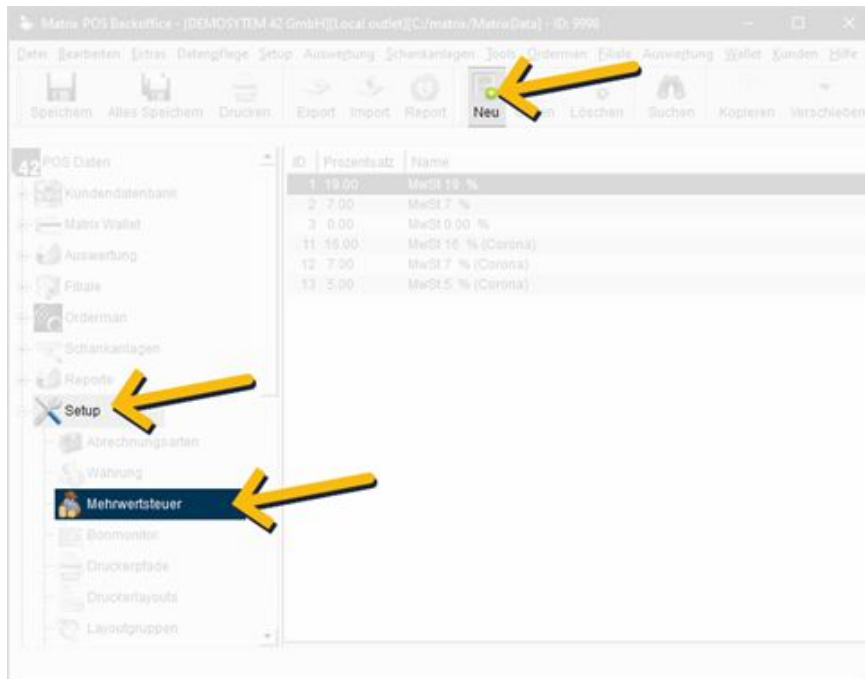 Matrix POS Backoffice - [DEMOSYTEM 42 GmbH][Local outlet][C:/matrix/MatrixData] - ID: 9998
Datei Bearbeiten Extras Datenpflege Setup Auswertung Schankanlagen Tools Orderman Filiale Auswertung Wallet Kunden Hilfe
Speichern Alles Speichern Drucken Export Import Report Neu Löschen Suchen Kopieren Verschieben
42 POS Daten
ID Prozentsatz Name
Kundendatenbank
1 19.00 MwSt 19 %
2 7.00 MwSt 7 %
Matrix Wallet
3 0.00 MwSt 0.00 %
11 16.00 MwSt 16 % (Corona)
Auswertung
12 7.00 MwSt 7 % (Corona)
13 5.00 MwSt 5 % (Corona)
Filiale
Orderman
Schankanlagen
Reporte
Setup
Abrechnungsarten
Währung
Mehrwertsteuer
Bonmonitor
Druckerpfade
Druckerlayouts
Layoutgruppen